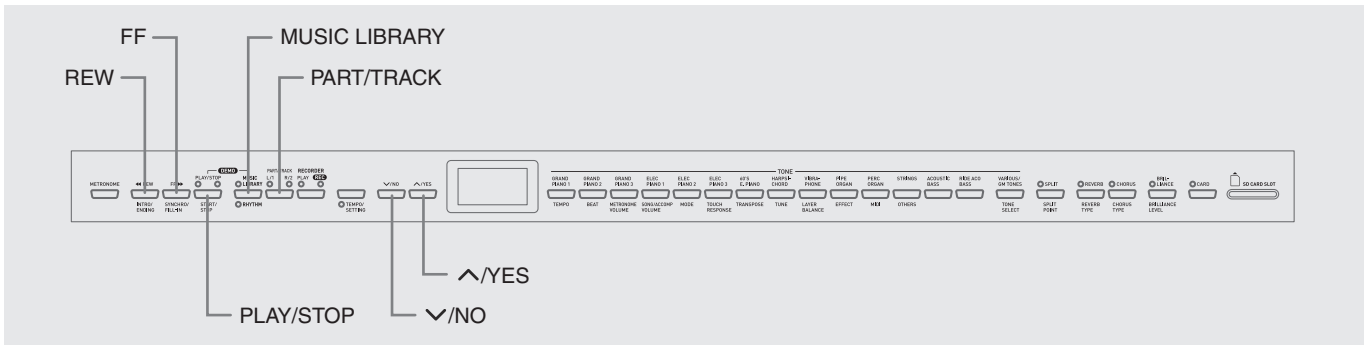 FF
MUSIC LIBRARY
REW
PART/TRACK
DEMO
PART/TRACK
RECORDER
TONE
METRONOME
REW
FF
PLAY/STOP
MUSIC LIBRARY
L/1
R/2
PLAY
REC
∨/NO
∧/YES
GRAND PIANO 1
GRAND PIANO 2
GRAND PIANO 3
ELEC PIANO 1
ELEC PIANO 2
ELEC PIANO 3
60'S E. PIANO
HARPSI-CHORD
VIBRA-PHONE
PIPE ORGAN
PERC ORGAN
STRINGS
ACOUSTIC BASS
RIDE ACO BASS
VARIOUS/GM TONES
SPLIT
REVERB
CHORUS
BRIL-LIANCE
CARD
SD CARD SLOT
INTRO/ENDING
SYNCHRO/FILL-IN
START/STOP
RHYTHM
TEMPO/SETTING
TEMPO
BEAT
METRONOME VOLUME
SONG/ACCOMP VOLUME
MODE
TOUCH RESPONSE
TRANSPOSE
TUNE
LAYER BALANCE
EFFECT
MIDI
OTHERS
TONE SELECT
SPLIT POINT
REVERB TYPE
CHORUS TYPE
BRILLIANCE LEVEL
∧/YES
PLAY/STOP
∨/NO